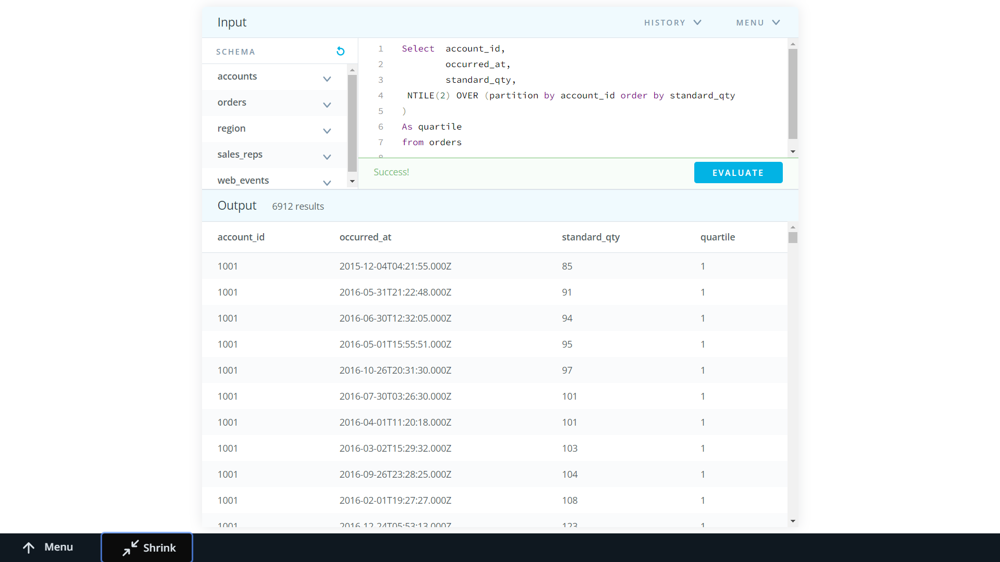 Input
HISTORY
MENU
SCHEMA
accounts
orders
region
sales_reps
web_events
1 Select  account_id,
2         occurred_at,
3         standard_qty,
4  NTILE(2) OVER (partition by account_id order by standard_qty
5 )
6 As quartile
7 from orders
8
Success!
EVALUATE
Output 6912 results
account_id occurred_at standard_qty quartile
1001 2015-12-04T04:21:55.000Z 85 1
1001 2016-05-31T21:22:48.000Z 91 1
1001 2016-06-30T12:32:05.000Z 94 1
1001 2016-05-01T15:55:51.000Z 95 1
1001 2016-10-26T20:31:30.000Z 97 1
1001 2016-07-30T03:26:30.000Z 101 1
1001 2016-04-01T11:20:18.000Z 101 1
1001 2016-03-02T15:29:32.000Z 103 1
1001 2016-09-26T23:28:25.000Z 104 1
1001 2016-02-01T19:27:27.000Z 108 1
1001 2016-12-24T05:53:13.000Z 123 1
Menu
Shrink